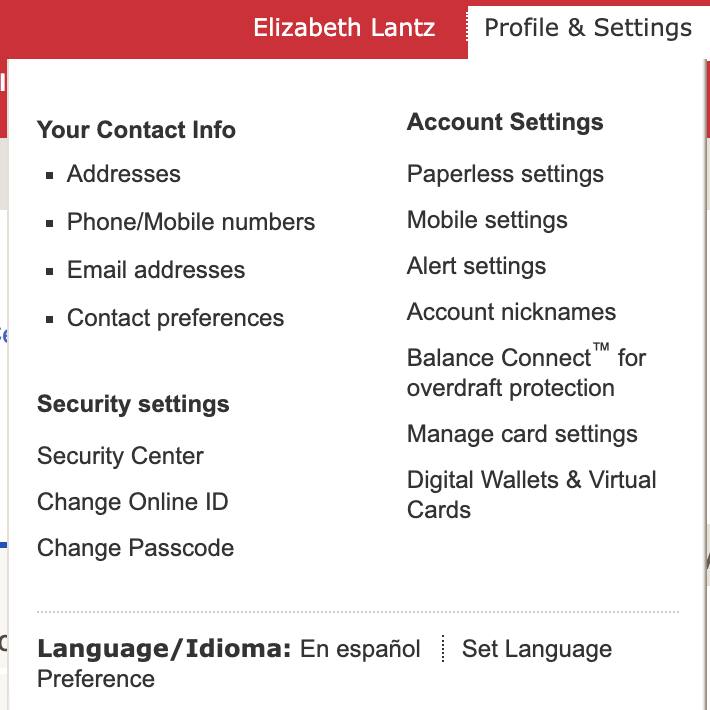 Elizabeth Lantz
Profile & Settings
Your Contact Info
Addresses
Phone/Mobile numbers
Email addresses
Contact preferences
Security settings
Security Center
Change Online ID
Change Passcode
Account Settings
Paperless settings
Mobile settings
Alert settings
Account nicknames
Balance Connect™ for
overdraft protection
Manage card settings
Digital Wallets & Virtual
Cards
Language/Idioma: En español Set Language
Preference